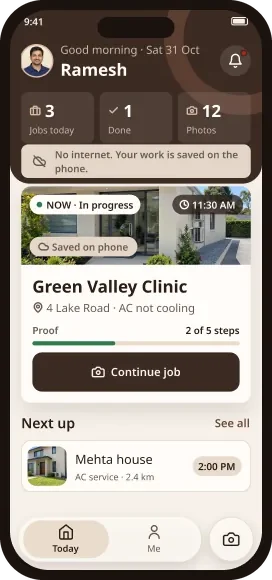 9:41
Good morning · Sat 31 Oct
Ramesh
3
Jobs today
1
Done
12
Photos
No internet. Your work is saved on the
phone.
NOW · In progress
11:30 AM
Saved on phone
Green Valley Clinic
4 Lake Road · AC not cooling
Proof
2 of 5 steps
Continue job
Next up
See all
Mehta house
AC service · 2.4 km
2:00 PM
Today
Me